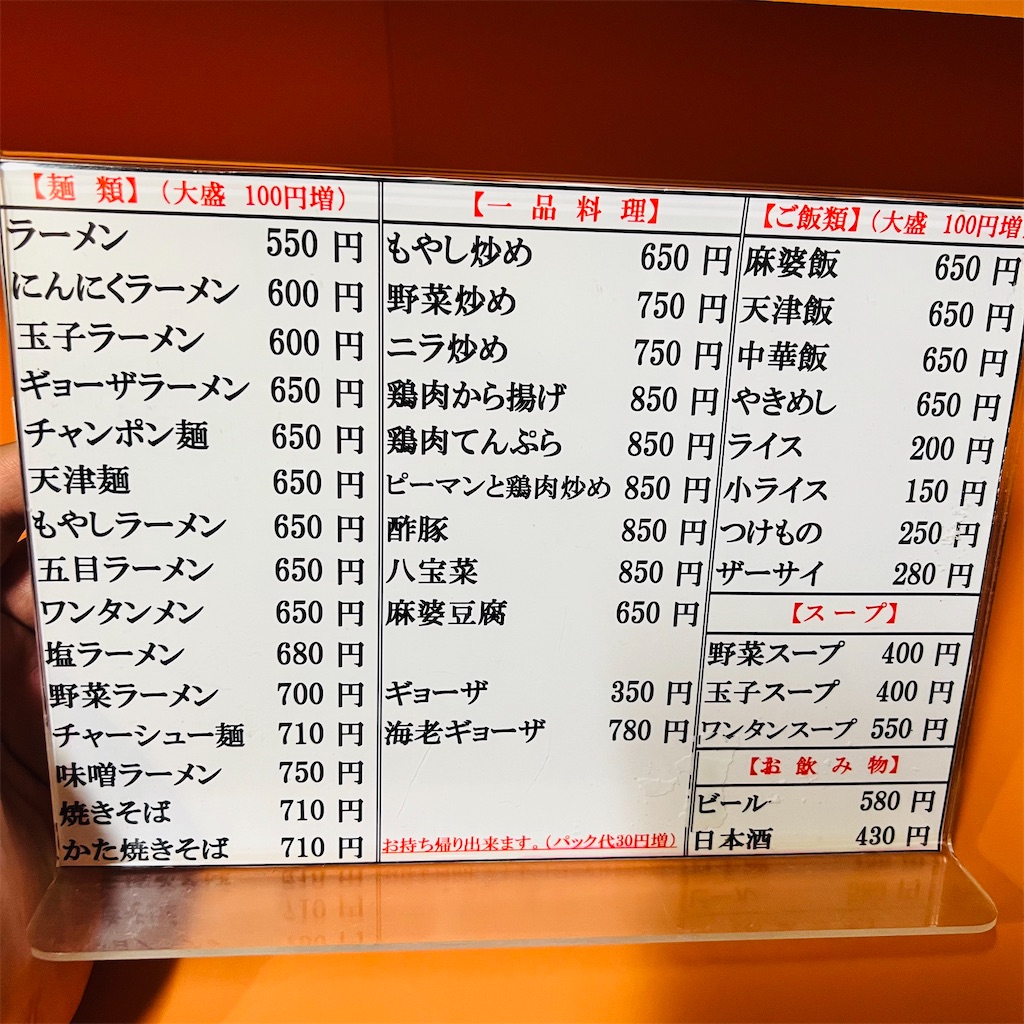 【麺 類】（大盛 100円増）
ラーメン 550 円
にんにくラーメン 600 円
玉子ラーメン 600 円
ギョーザラーメン 650 円
チャンポン麺 650 円
天津麺 650 円
もやしラーメン 650 円
五目ラーメン 650 円
ワンタンメン 650 円
塩ラーメン 680 円
野菜ラーメン 700 円
チャーシュー麺 710 円
味噌ラーメン 750 円
焼きそば 710 円
かた焼きそば 710 円
【一 品 料 理】
もやし炒め 650 円
野菜炒め 750 円
ニラ炒め 750 円
鶏肉から揚げ 850 円
鶏肉てんぷら 850 円
ピーマンと鶏肉炒め 850 円
酢豚 850 円
八宝菜 850 円
麻婆豆腐 650 円
ギョーザ 350 円
海老ギョーザ 780 円
お持ち帰り出来ます。（パック代30円増）
【ご飯類】（大盛 100円増）
麻婆飯 650 円
天津飯 650 円
中華飯 650 円
やきめし 650 円
ライス 200 円
小ライス 150 円
つけもの 250 円
ザーサイ 280 円
【スープ】
野菜スープ 400 円
玉子スープ 400 円
ワンタンスープ 550 円
【お 飲 み 物】
ビール 580 円
日本酒 430 円